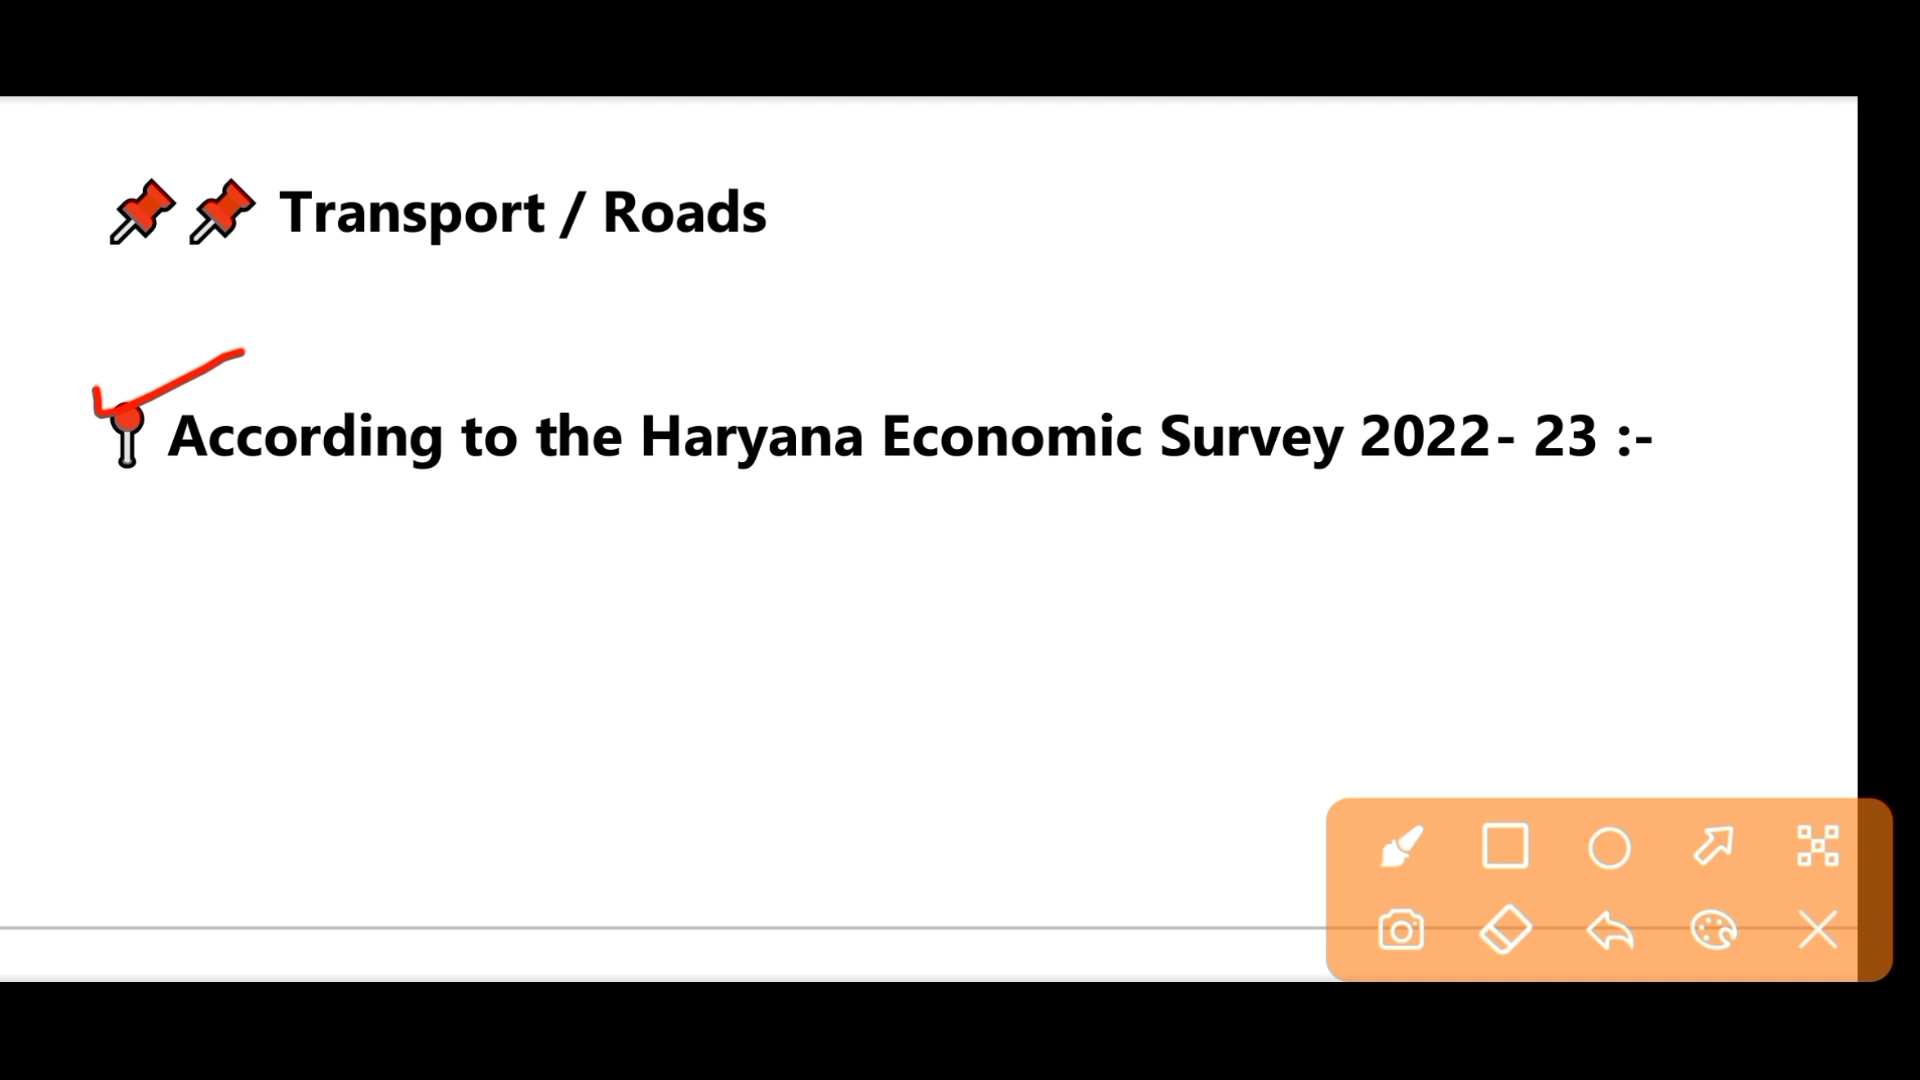 Transport / Roads
According to the Haryana Economic Survey 2022- 23 :-